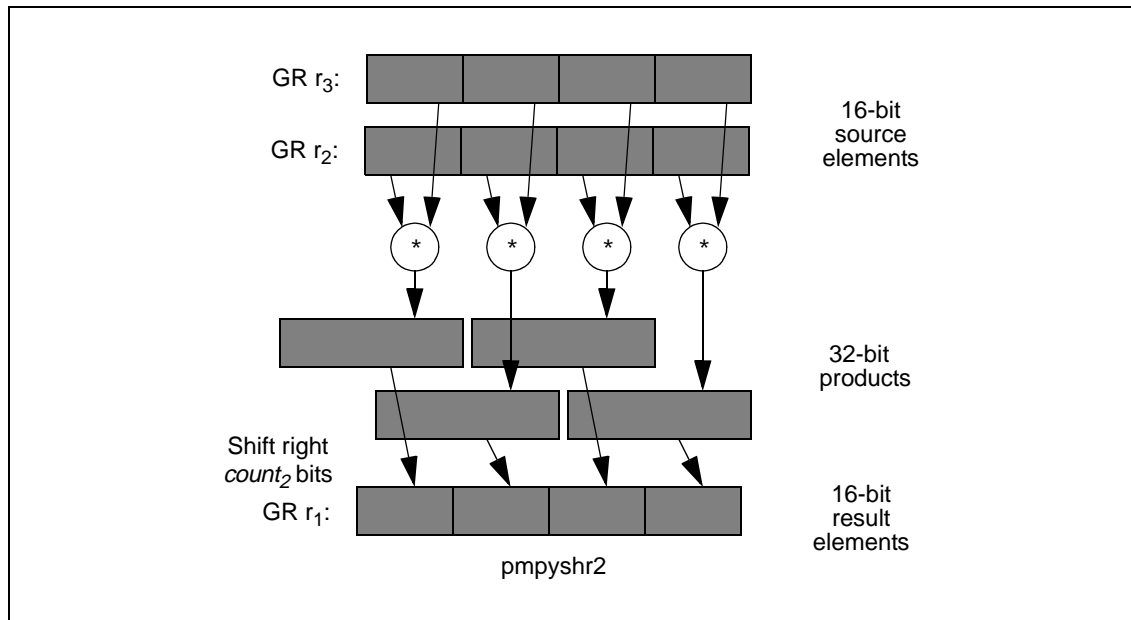 GR r3:
16-bit
source
elements
GR r2:
* * * *
32-bit
products
Shift right
count2 bits
GR r1:
16-bit
result
elements
pmpyshr2